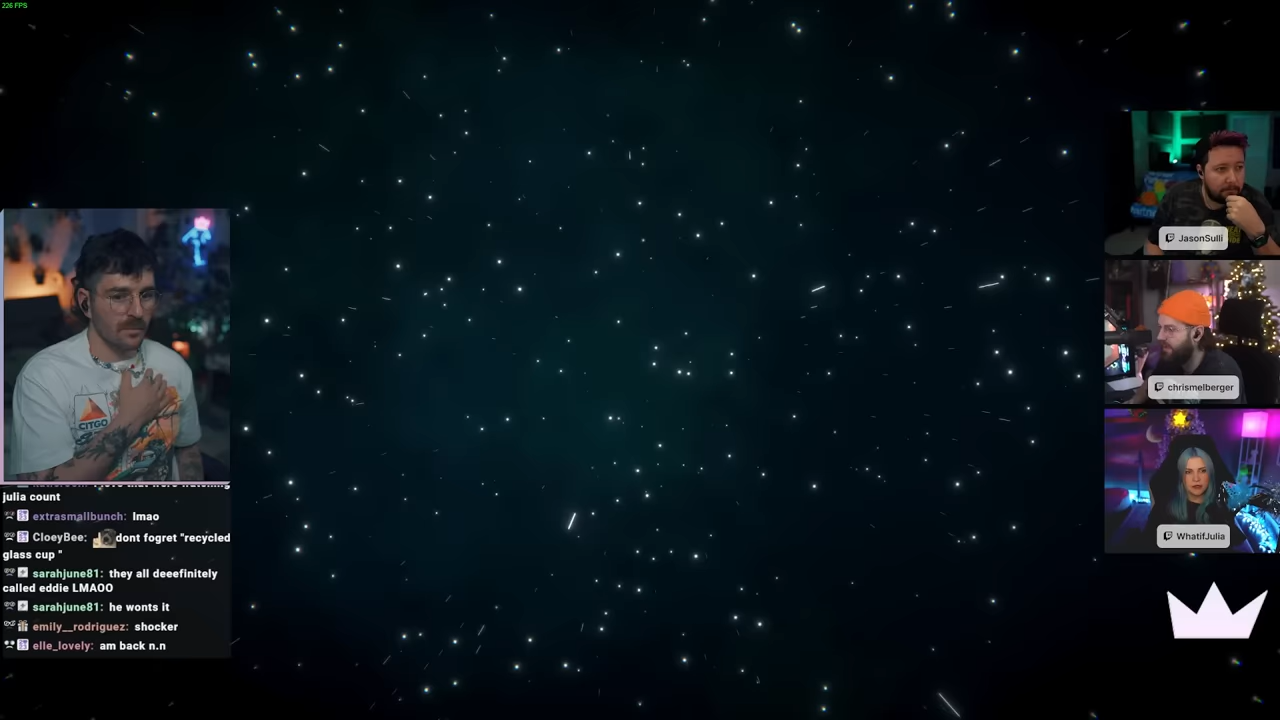 226 FPS
JasonSulli
chrismelberger
CITGO
WhatifJulia
julia count
extrasmallbunch: lmao
CloeyBee: dont fogret "recycled
glass cup "
sarahjune81: they all deeefinitely
called eddie LMAOO
sarahjune81: he wonts it
emily__rodriguez: shocker
elle_lovely: am back n.n